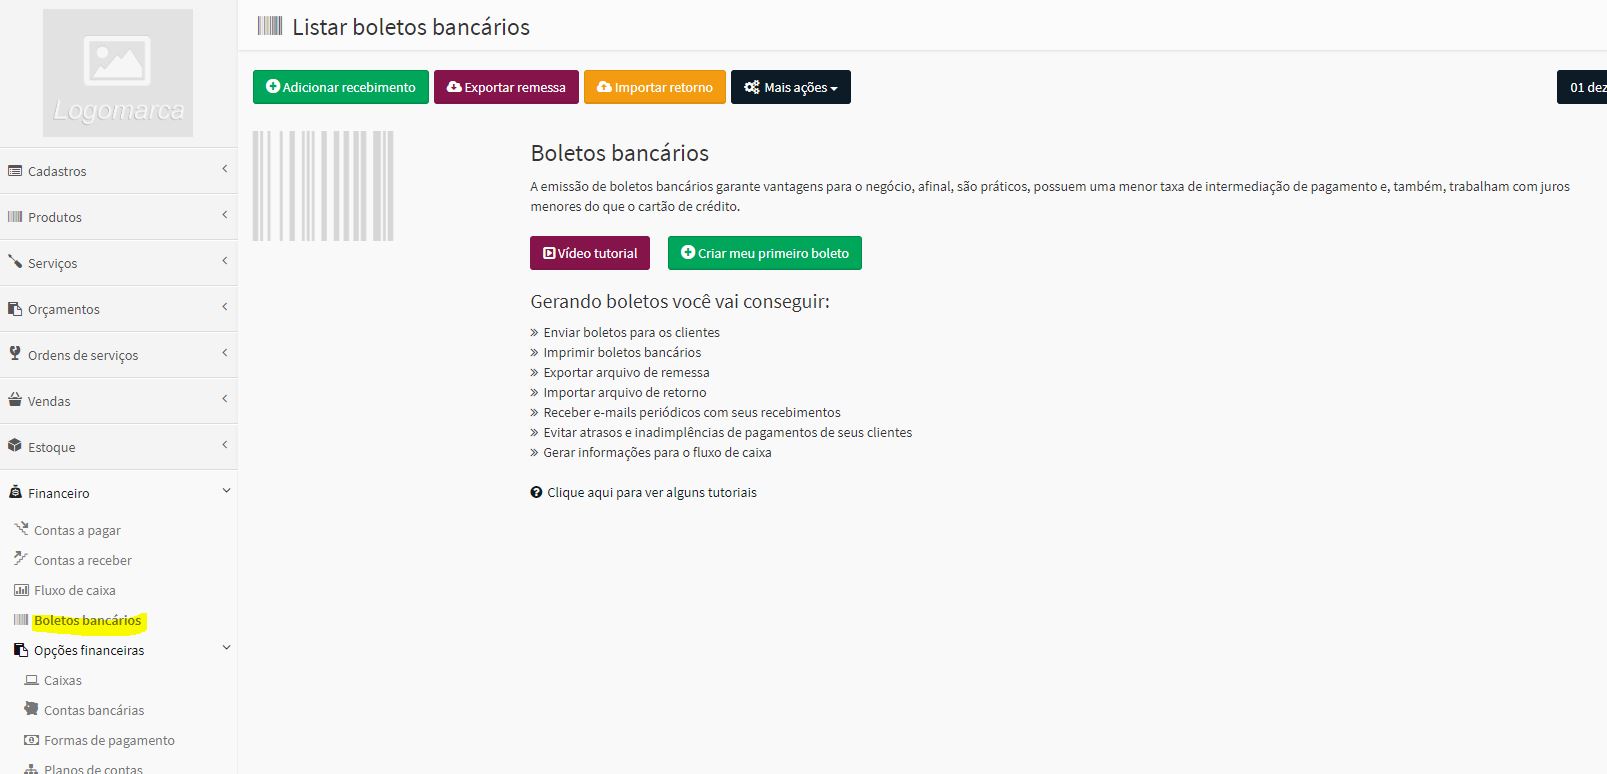 Logomarca
Cadastros
Produtos
Serviços
Orçamentos
Ordens de serviços
Vendas
Estoque
Financeiro
Contas a pagar
Contas a receber
Fluxo de caixa
Boletos bancários
Opções financeiras
Caixas
Contas bancárias
Formas de pagamento
Planos de contas
Listar boletos bancários
Adicionar recebimento Exportar remessa Importar retorno Mais ações 01 dez
Boletos bancários
A emissão de boletos bancários garante vantagens para o negócio, afinal, são práticos, possuem uma menor taxa de intermediação de pagamento e, também, trabalham com juros
menores do que o cartão de crédito.
Vídeo tutorial Criar meu primeiro boleto
Gerando boletos você vai conseguir:
» Enviar boletos para os clientes
» Imprimir boletos bancários
» Exportar arquivo de remessa
» Importar arquivo de retorno
» Receber e-mails periódicos com seus recebimentos
» Evitar atrasos e inadimplências de pagamentos de seus clientes
» Gerar informações para o fluxo de caixa
Clique aqui para ver alguns tutoriais